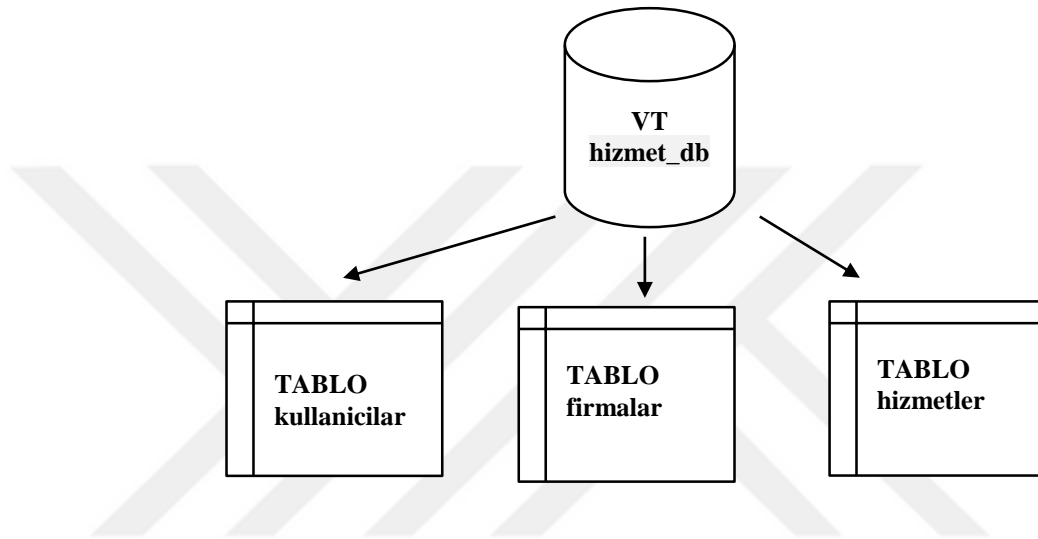 VT
hizmet_db
TABLO
kullanicilar
TABLO
firmalar
TABLO
hizmetler